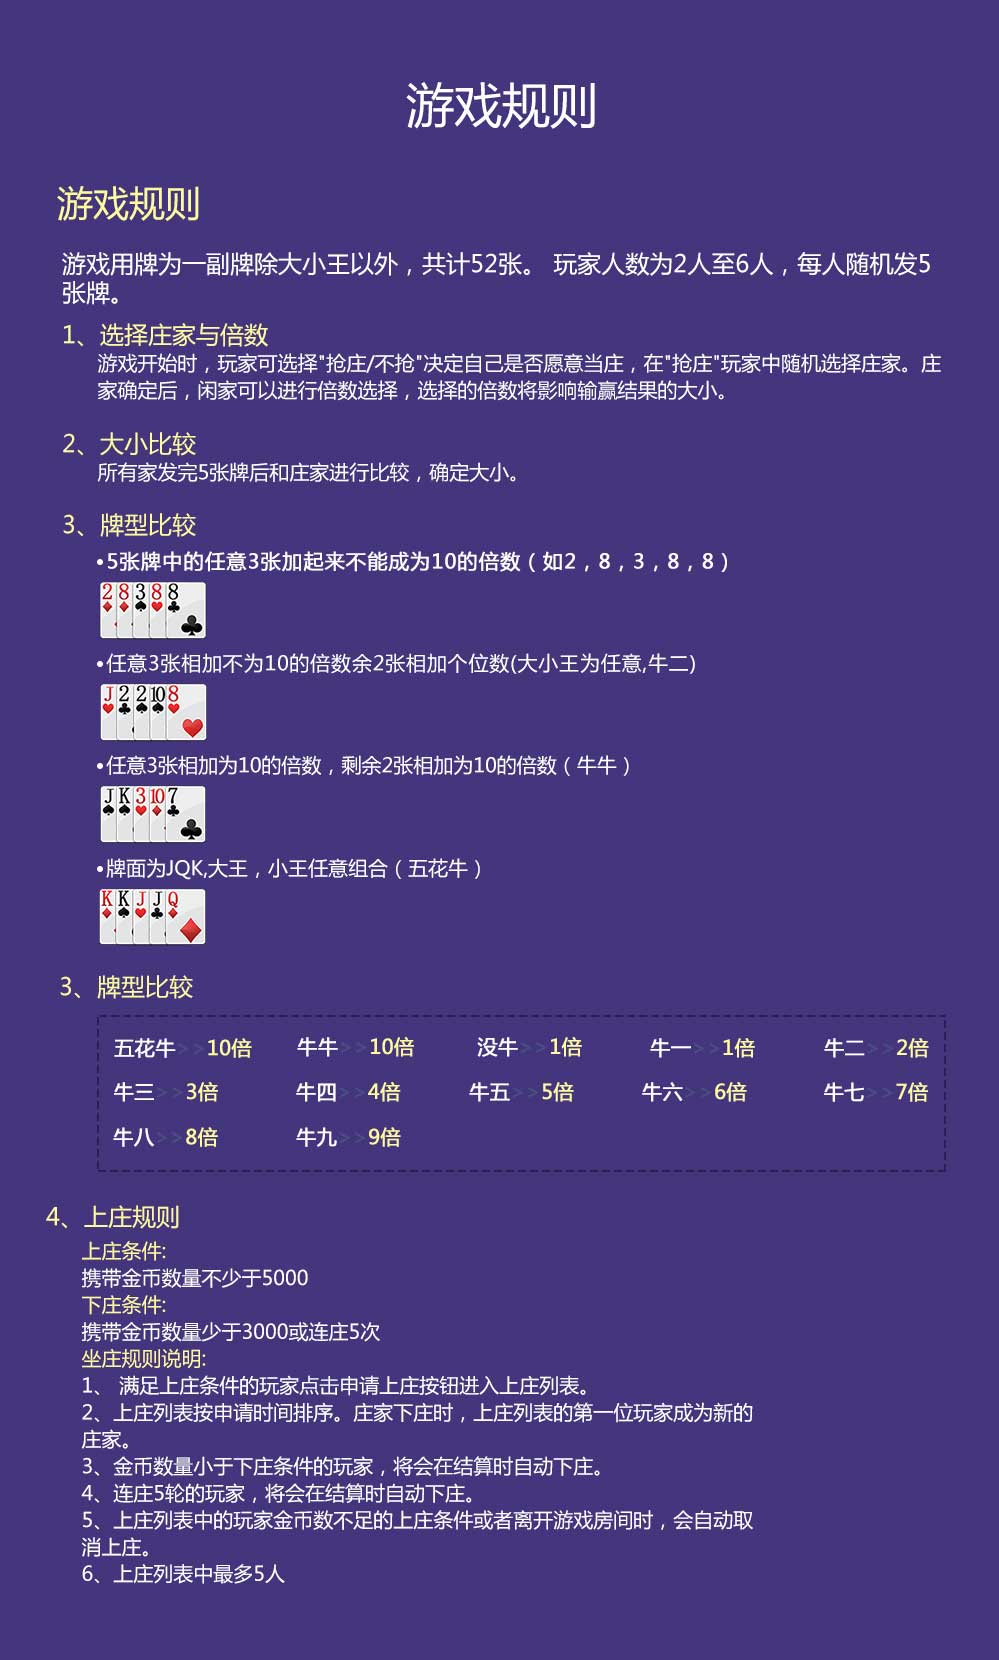 游戏规则
游戏规则
游戏用牌为一副牌除大小王以外，共计52张。 玩家人数为2人至6人，每人随机发5
张牌。
1、选择庄家与倍数
游戏开始时，玩家可选择"抢庄/不抢"决定自己是否愿意当庄，在"抢庄"玩家中随机选择庄家。庄
家确定后，闲家可以进行倍数选择，选择的倍数将影响输赢结果的大小。
2、大小比较
所有家发完5张牌后和庄家进行比较，确定大小。
3、牌型比较
•5张牌中的任意3张加起来不能成为10的倍数（如2，8，3，8，8）
2 8 3 8 8
•任意3张相加不为10的倍数余2张相加个位数(大小王为任意,牛二)
J 2 2 10 8
•任意3张相加为10的倍数，剩余2张相加为10的倍数（牛牛）
J K 3 10 7
•牌面为JQK,大王，小王任意组合（五花牛）
K K J J Q
3、牌型比较
五花牛>>10倍 牛牛>>10倍 没牛>>1倍 牛一>>1倍 牛二>>2倍
牛三>>3倍 牛四>>4倍 牛五>>5倍 牛六>>6倍 牛七>>7倍
牛八>>8倍 牛九>>9倍
4、上庄规则
上庄条件:
携带金币数量不少于5000
下庄条件:
携带金币数量少于3000或连庄5次
坐庄规则说明:
1、 满足上庄条件的玩家点击申请上庄按钮进入上庄列表。
2、上庄列表按申请时间排序。庄家下庄时，上庄列表的第一位玩家成为新的
庄家。
3、金币数量小于下庄条件的玩家，将会在结算时自动下庄。
4、连庄5轮的玩家，将会在结算时自动下庄。
5、上庄列表中的玩家金币数不足的上庄条件或者离开游戏房间时，会自动取
消上庄。
6、上庄列表中最多5人